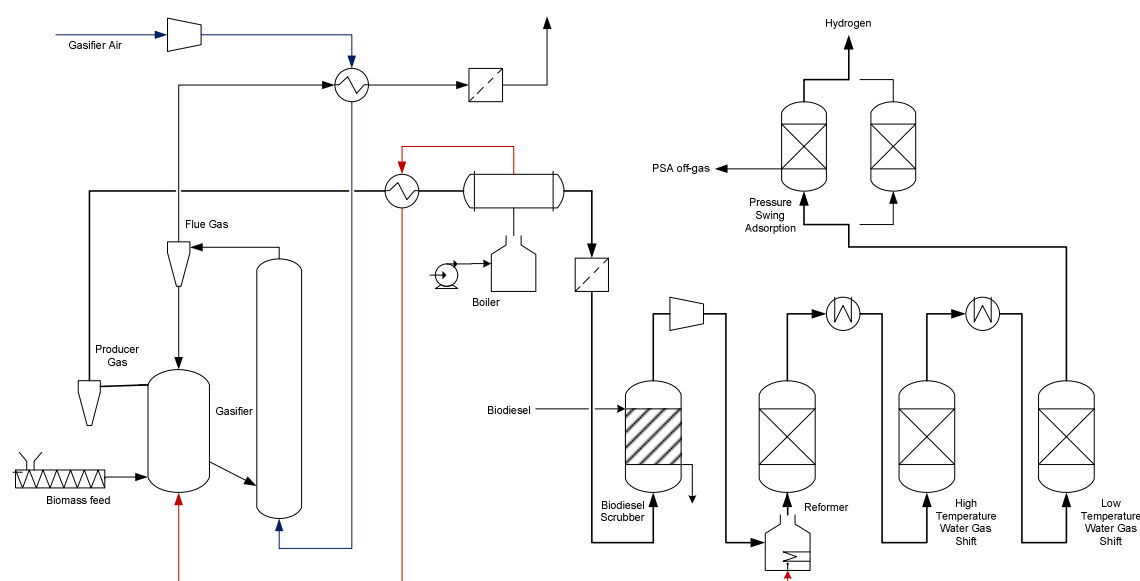 Hydrogen
Gasifier Air
PSA off-gas
Pressure
Swing
Adsorption
Flue Gas
Boiler
Producer
Gas
Gasifier
Biodiesel
Biomass feed
Biodiesel
Scrubber
Reformer
High
Temperature
Water Gas
Shift
Low
Temperature
Water Gas
Shift